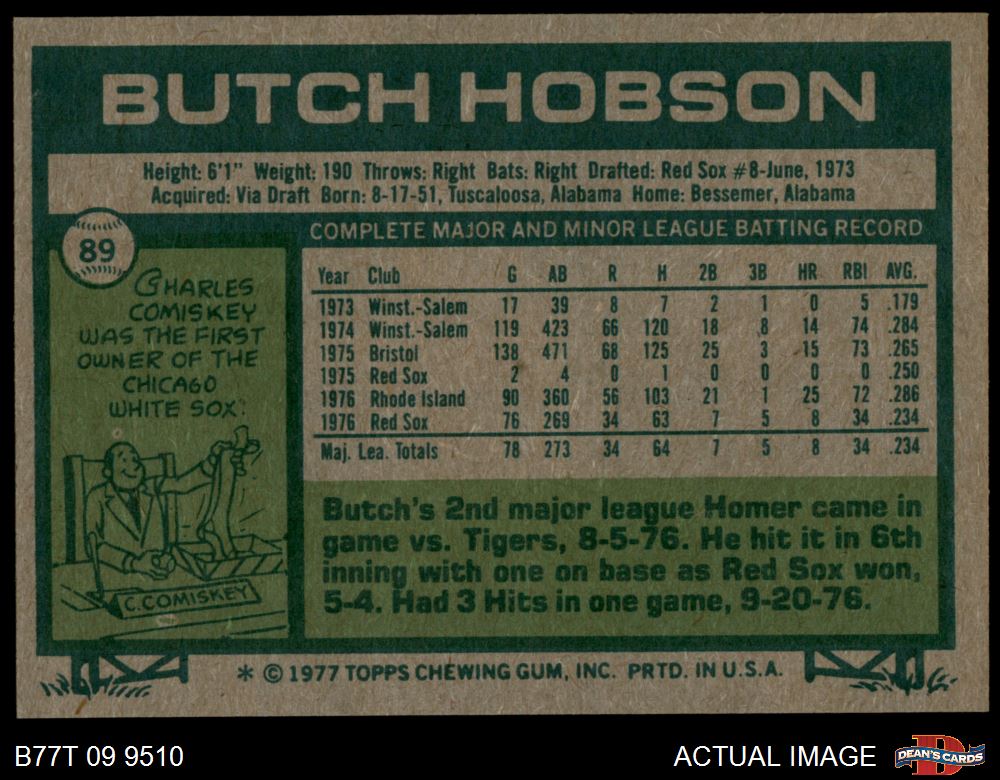 BUTCH HOBSON
Height: 6'1" Weight: 190 Throws: Right Bats: Right Drafted: Red Sox #8-June, 1973
Acquired: Via Draft Born: 8-17-51, Tuscaloosa, Alabama Home: Bessemer, Alabama
89
CHARLES
COMISKEY
WAS THE FIRST
OWNER OF THE
CHICAGO
WHITE SOX.
C. COMISKEY
COMPLETE MAJOR AND MINOR LEAGUE BATTING RECORD
Year Club G AB R H 2B 3B HR RBI AVG.
1973 Winst.-Salem 17 39 8 7 2 1 0 5 .179
1974 Winst.-Salem 119 423 66 120 18 8 14 74 .284
1975 Bristol 138 471 68 125 25 3 15 73 .265
1975 Red Sox 2 4 0 1 0 0 0 0 .250
1976 Rhode Island 90 360 56 103 21 1 25 72 .286
1976 Red Sox 76 269 34 63 7 5 8 34 .234
Maj. Lea. Totals 78 273 34 64 7 5 8 34 .234
Butch's 2nd major league Homer came in
game vs. Tigers, 8-5-76. He hit it in 6th
inning with one on base as Red Sox won,
5-4. Had 3 Hits in one game, 9-20-76.
* © 1977 TOPPS CHEWING GUM, INC. PRTD. IN U.S.A.
B77T 09 9510
ACTUAL IMAGE
D
DEAN'S CARDS